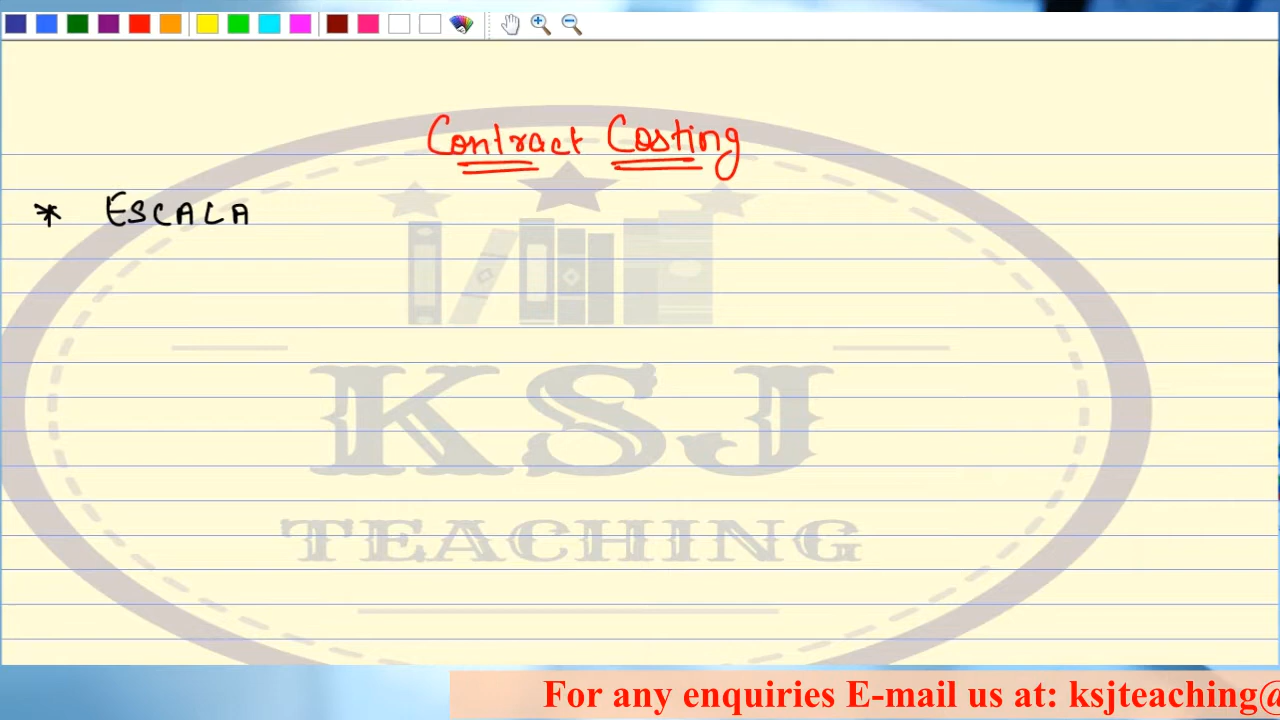 Contract Costing
* ESCALA
KSJ
TEACHING
For any enquiries E-mail us at: ksjteaching@